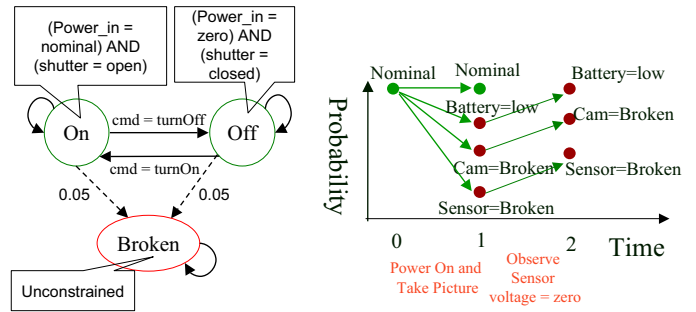 (Power_in =
nominal) AND
(shutter = open)
(Power_in =
zero) AND
(shutter =
closed)
On
cmd = turnOff
Off
cmd = turnOn
0.05
0.05
Broken
Unconstrained
Probability
Nominal
Nominal
Battery=low
Battery=low
Cam=Broken
Cam=Broken
Sensor=Broken
Sensor=Broken
0
1
2
Time
Power On and
Take Picture
Observe
Sensor
voltage = zero